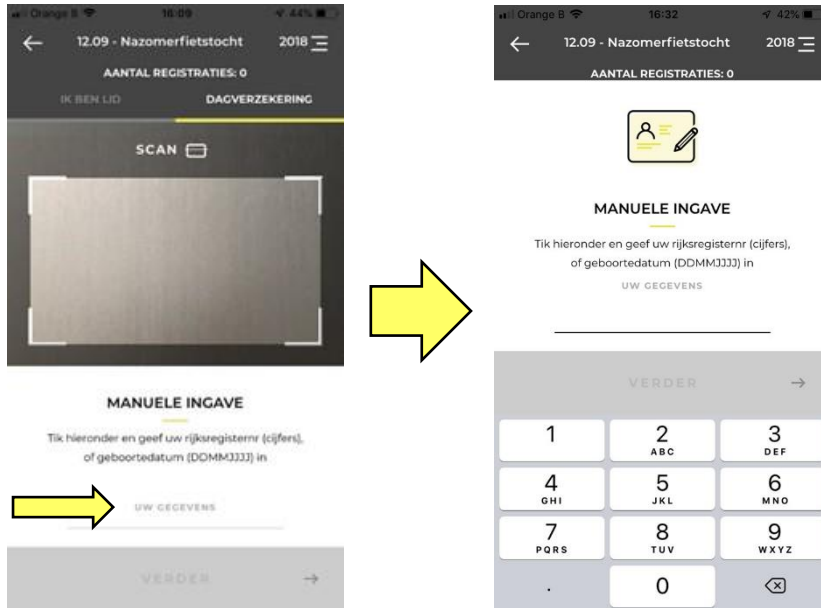 Orange B 16:09 44%
12.09 - Nazomerfietstocht 2018
AANTAL REGISTRATIES: 0
IK BEN LID DAGVERZEKERING
SCAN
MANUELE INGAVE
Tik hieronder en geef uw rijksregisternr (cijfers),
of geboortedatum (DDMMJJJJ) in
UW GEGEVENS
VERDER
Orange B 16:32 42%
12.09 - Nazomerfietstocht 2018
AANTAL REGISTRATIES: 0
MANUELE INGAVE
Tik hieronder en geef uw rijksregisternr (cijfers),
of geboortedatum (DDMMJJJJ) in
UW GEGEVENS
VERDER
1 2 3
ABC DEF
4 5 6
GHI JKL MNO
7 8 9
PQRS TUV WXYZ
. 0